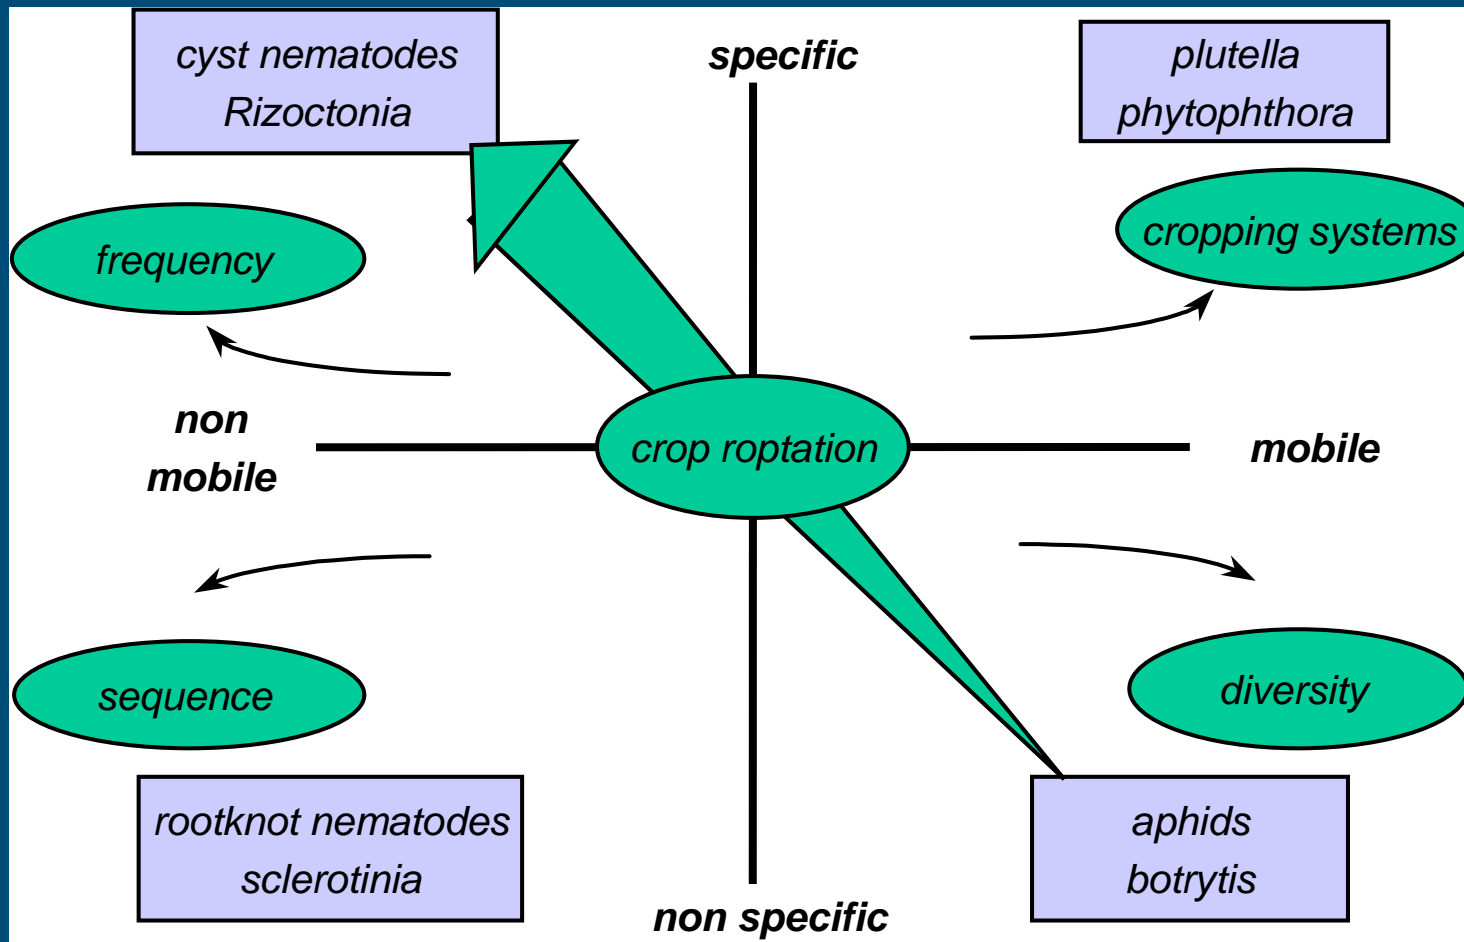 cyst nematodes
Rizoctonia
specific
plutella
phytophthora
frequency
cropping systems
non
mobile
crop roptation
mobile
sequence
diversity
rootknot nematodes
sclerotinia
aphids
botrytis
non specific